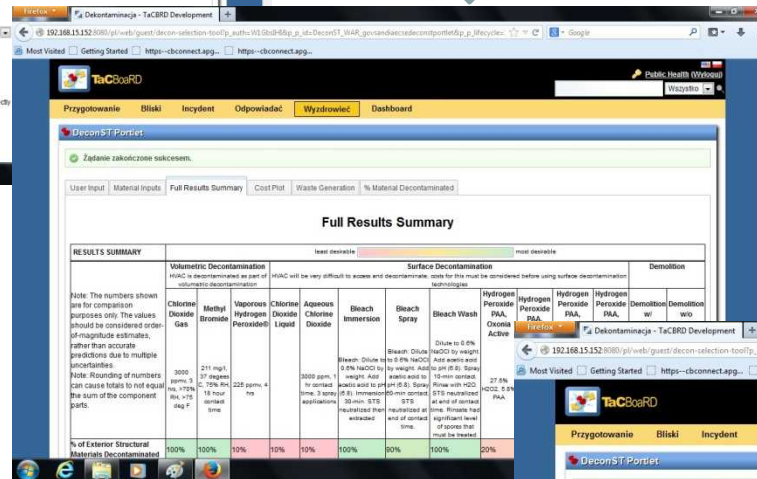 Firefox
Dekontaminacja - TaCBRD Development
192.168.15.152:8080/pl/web/guest/decon-selection-tool?p_auth=W1GbdH6&p_p_id=DeconST_WAR_govsandiaeccedeconstportlet&p_p_lifecycle=
Google
Most Visited Getting Started https--cbconnect.apg... https--cbconnect.apg...
TaCBoaRD
Public Health (Wyloguj)
Wszystko
Przygotowanie Bliski Incydent Odpowiadać Wyzdrowieć Dashboard
DeconST-Portlet
Żądanie zakończone sukcesem.
User Input Material Inputs Full Results Summary Cost Plot Waste Generation % Material Decontaminated
Full Results Summary
RESULTS SUMMARY
least desirable most desirable
Volumetric Decontamination
HVAC is decontaminated as part of
volumetric decontamination
Surface Decontamination
HVAC will be very difficult to access and decontaminate, costs for this must be considered before using surface decontamination
technologies
Demolition
Note: The numbers shown
are for comparison
purposes only. The values
should be considered order-
of-magnitude estimates,
rather than accurate
predictions due to multiple
uncertainties.
Note: Rounding of numbers
can cause totals to not equal
the sum of the component
parts.
Chlorine
Dioxide
Gas
3000
ppmv, 3
hrs, >70%
RH, >75
deg F
Methyl
Bromide
211 mg/l,
37 degrees
C, 75% RH,
18 hour
contact
time
Vaporous
Hydrogen
Peroxide®
225 ppmv, 4
hrs
Chlorine
Dioxide
Liquid
Aqueous
Chlorine
Dioxide
3000 ppm, 1
hr contact
time, 3 spray
applications
Bleach
Immersion
Bleach: Dilute to
0.6% NaOCl by
weight. Add
acetic acid to pH
(6.8). Immersion
30-min. STS
neutralized then
extracted
Bleach
Spray
Bleach: Dilute
to 0.6% NaOCl
by weight. Add
acetic acid to
pH (6.8). Spray
60-min contact.
STS
neutralized at
end of contact
time.
Bleach Wash
Dilute to 0.6%
NaOCl by weight.
Add acetic acid
to pH (6.8). Spray
10-min contact.
Rinse with H2O.
STS neutralized
at end of contact
time. Rinsate had
significant level
of spores that
must be treated
Hydrogen
Peroxide
PAA,
Oxonia
Active
27.5%
H2O2, 5.8%
PAA
Hydrogen
Peroxide
PAA,
Hydrogen
Peroxide
PAA,
Hydrogen
Peroxide
PAA,
Demolition
w/
Demolition
w/o
% of Exterior Structural
Materials Decontaminated
100% 100% 10% 10% 10% 100% 90% 100% 20%
Firefox
Dekontaminacja - TaCBRD Development
192.168.15.152:8080/pl/web/guest/decon-selection-tool?p_
Most Visited Getting Started https--cbconnect.apg...
TaCBoaRD
Przygotowanie Bliski Incydent
DeconST-Portlet